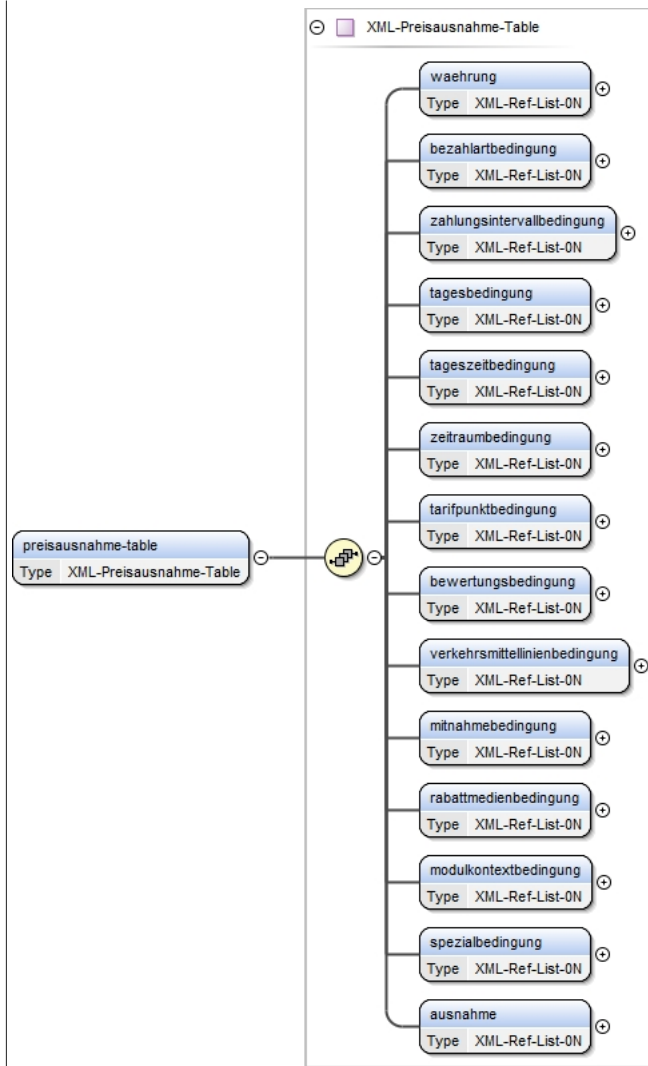 XML-Preisausnahme-Table
waehrung
Type XML-Ref-List-0N
bezahlartbedingung
Type XML-Ref-List-0N
zahlungsintervallbedingung
Type XML-Ref-List-0N
tagesbedingung
Type XML-Ref-List-0N
tageszeitbedingung
Type XML-Ref-List-0N
zeitraumbedingung
Type XML-Ref-List-0N
tarifpunktbedingung
Type XML-Ref-List-0N
preisausnahme-table
Type XML-Preisausnahme-Table
bewertungsbedingung
Type XML-Ref-List-0N
verkehrsmittellinienbedingung
Type XML-Ref-List-0N
mitnahmebedingung
Type XML-Ref-List-0N
rabattmedienbedingung
Type XML-Ref-List-0N
modulkontextbedingung
Type XML-Ref-List-0N
spezialbedingung
Type XML-Ref-List-0N
ausnahme
Type XML-Ref-List-0N